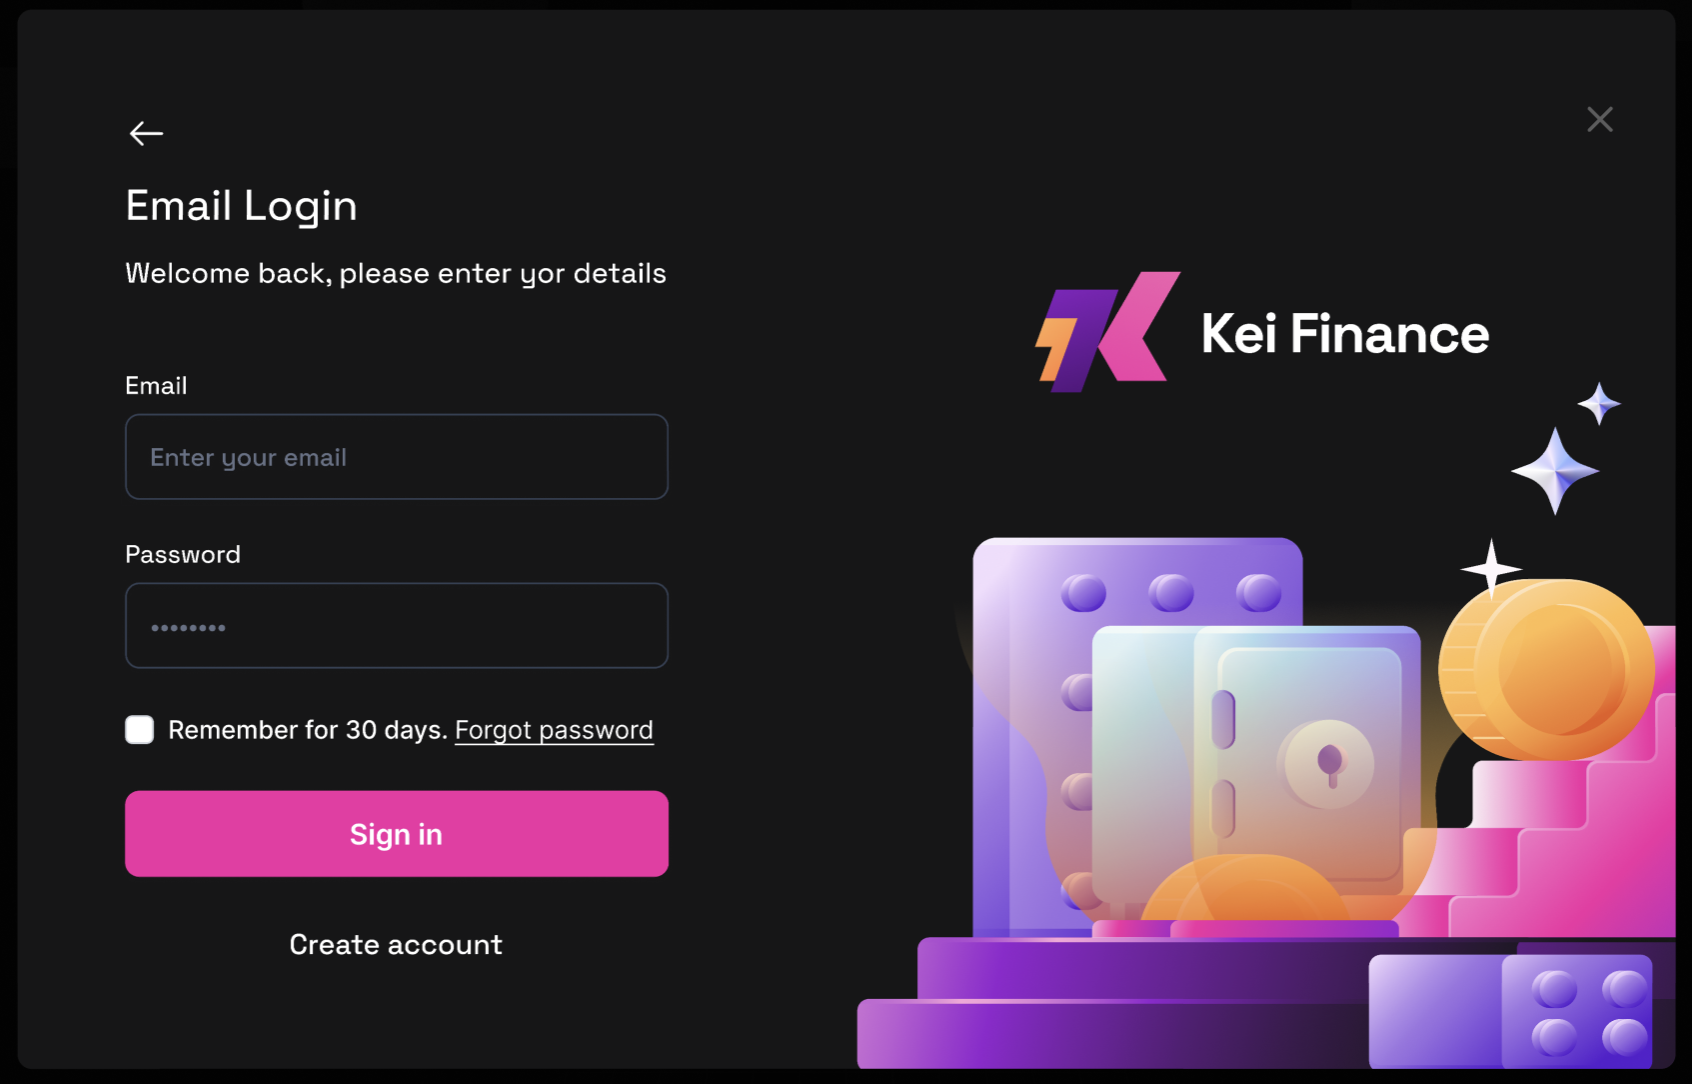 Email Login
Welcome back, please enter yor details
Kei Finance
Email
Enter your email
Password
••••••••
Remember for 30 days. Forgot password
Sign in
Create account